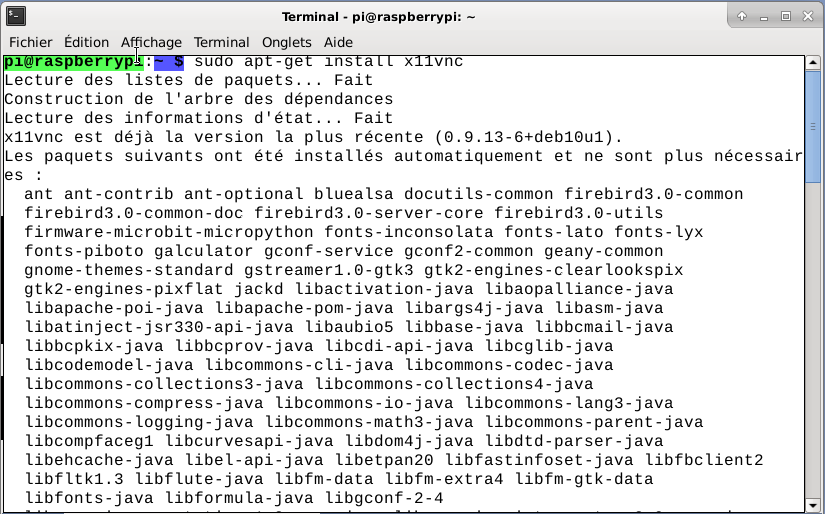 Terminal - pi@raspberrypi: ~
Fichier Édition Affichage Terminal Onglets Aide
pi@raspberrypi:~ $ sudo apt-get install x11vnc
Lecture des listes de paquets... Fait
Construction de l'arbre des dépendances
Lecture des informations d'état... Fait
x11vnc est déjà la version la plus récente (0.9.13-6+deb10u1).
Les paquets suivants ont été installés automatiquement et ne sont plus nécessair
es :
ant ant-contrib ant-optional bluealsa docutils-common firebird3.0-common
firebird3.0-common-doc firebird3.0-server-core firebird3.0-utils
firmware-microbit-micropython fonts-inconsolata fonts-lato fonts-lyx
fonts-piboto galculator gconf-service gconf2-common geany-common
gnome-themes-standard gstreamer1.0-gtk3 gtk2-engines-clearlookspix
gtk2-engines-pixflat jackd libactivation-java libaopalliance-java
libapache-poi-java libapache-pom-java libargs4j-java libasm-java
libatinject-jsr330-api-java libaubio5 libbase-java libbcmail-java
libbcpkix-java libbcprov-java libcdi-api-java libcglib-java
libcodemodel-java libcommons-cli-java libcommons-codec-java
libcommons-collections3-java libcommons-collections4-java
libcommons-compress-java libcommons-io-java libcommons-lang3-java
libcommons-logging-java libcommons-math3-java libcommons-parent-java
libcompfaceg1 libcurvesapi-java libdom4j-java libdtd-parser-java
libehcache-java libel-api-java libetpan20 libfastinfoset-java libfbclient2
libfltk1.3 libflute-java libfm-data libfm-extra4 libfm-gtk-data
libfonts-java libformula-java libgconf-2-4